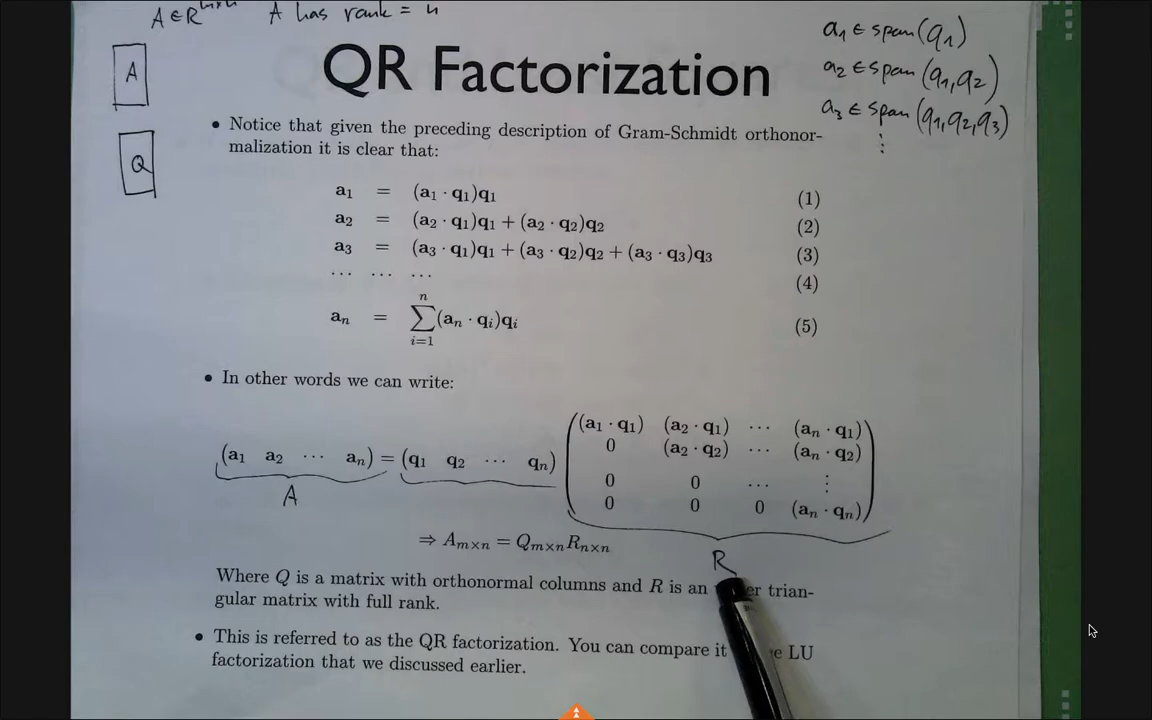 A ∈ R^{m×n} A has rank = n
a1 ∈ span(q1)
a2 ∈ span(q1,q2)
a3 ∈ span(q1,q2,q3)
⋮
A
Q
QR Factorization
• Notice that given the preceding description of Gram-Schmidt orthonor-
malization it is clear that:
a1 = (a1 · q1)q1 (1)
a2 = (a2 · q1)q1 + (a2 · q2)q2 (2)
a3 = (a3 · q1)q1 + (a3 · q2)q2 + (a3 · q3)q3 (3)
... ... ... (4)
an = ∑_{i=1}^{n} (an · qi)qi (5)
• In other words we can write:
(a1 a2 ··· an) = (q1 q2 ··· qn)
(a1 · q1) (a2 · q1) ··· (an · q1)
0 (a2 · q2) ··· (an · q2)
0 0 ... ⋮
0 0 0 (an · qn)
A
R
⇒ Am×n = Qm×nRn×n
Where Q is a matrix with orthonormal columns and R is an trian-
gular matrix with full rank.
• This is referred to as the QR factorization. You can compare it LU
factorization that we discussed earlier.